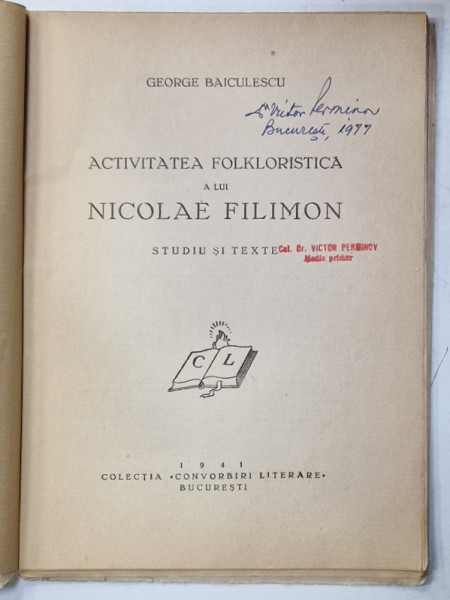 GEORGE BAICULESCU
Dr Victor Perminov
București, 1977
ACTIVITATEA FOLKLORISTICA
A LUI
NICOLAE FILIMON
STUDIU ȘI TEXTE
Col. Dr. VICTOR PERMINOV
Medic primar
C L
1941
COLECȚIA «CONVORBIRI LITERARE»
BUCUREȘTI